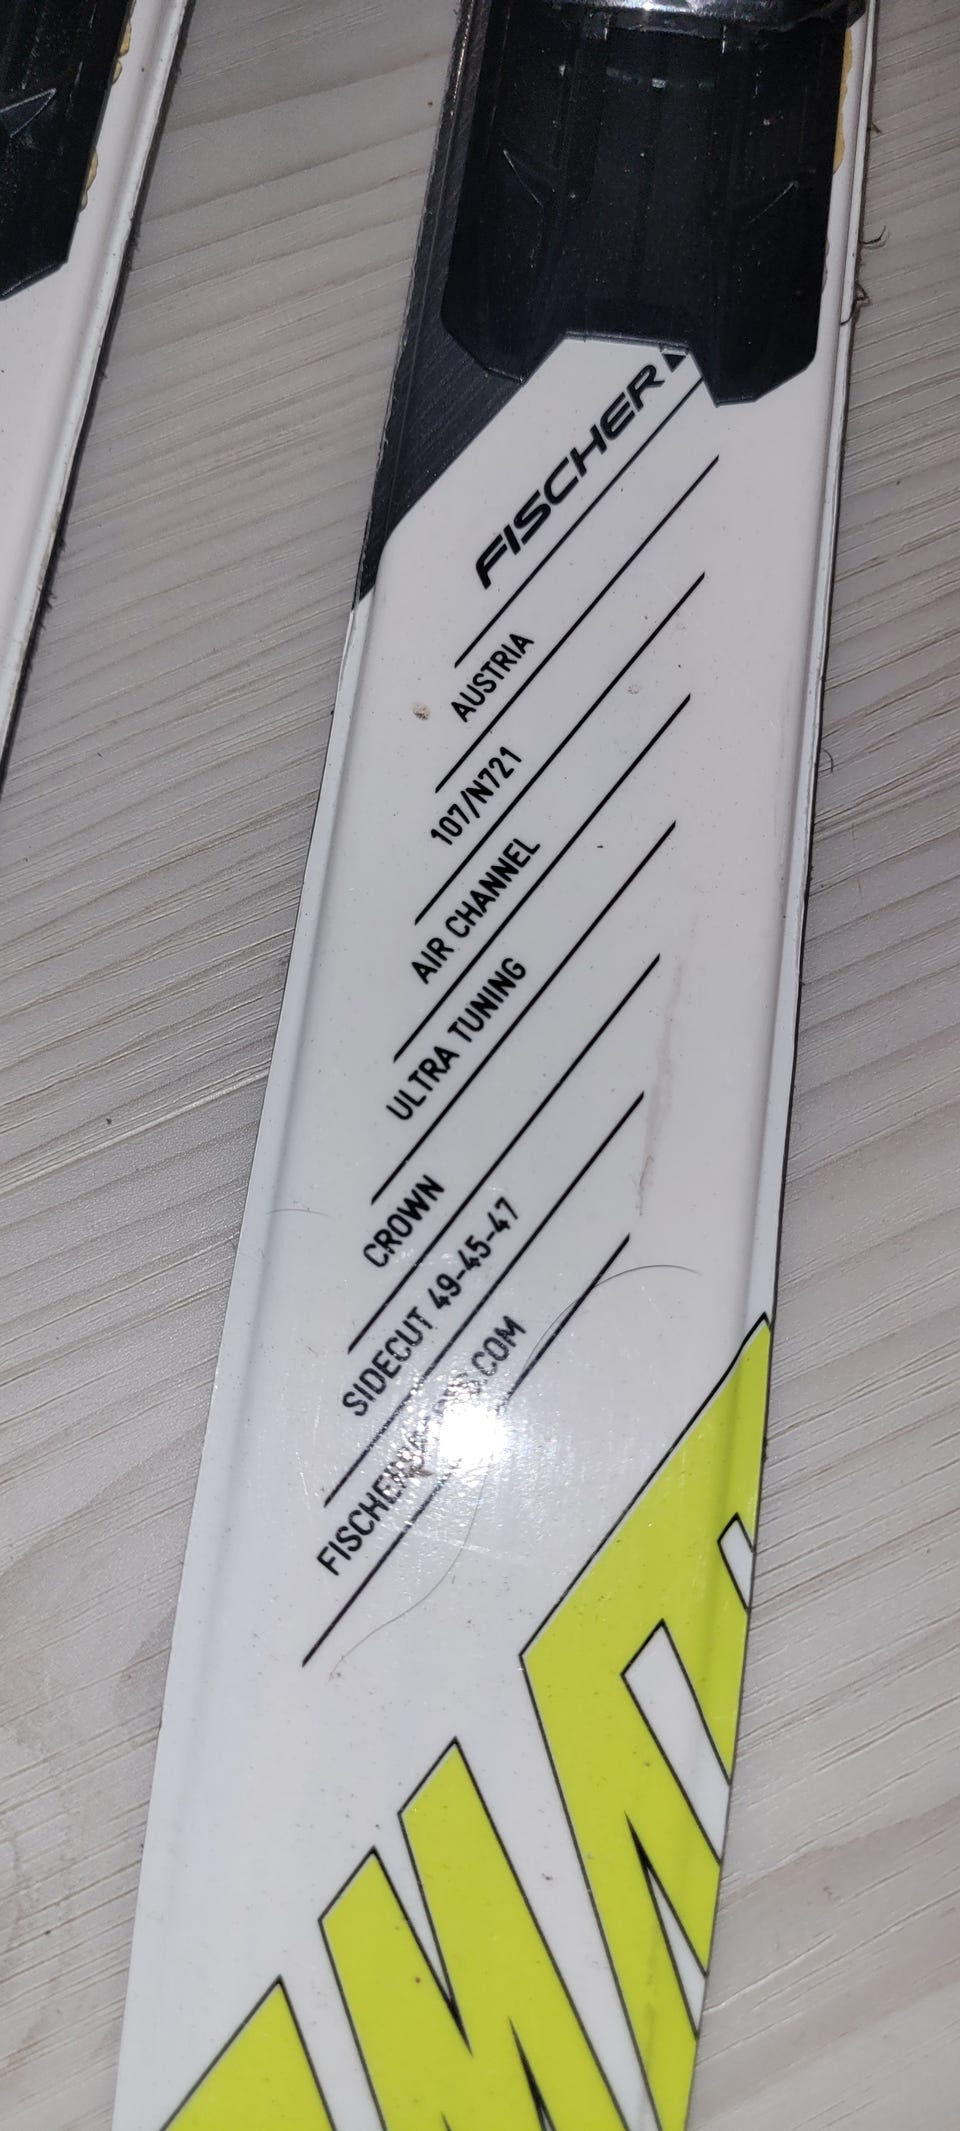 FISCHER
AUSTRIA
107/N721
AIR CHANNEL
ULTRA TUNING
CROWN
SIDECUT 49-45-47